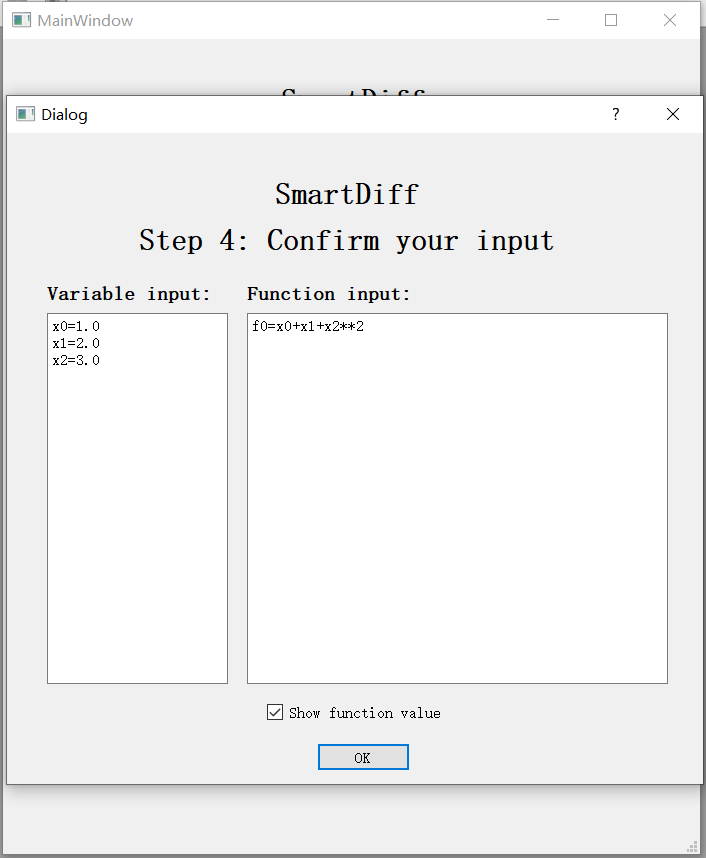 MainWindow
Dialog
?
SmartDiff
Step 4: Confirm your input
Variable input:
x0=1.0
x1=2.0
x2=3.0
Function input:
f0=x0+x1+x2**2
Show function value
OK